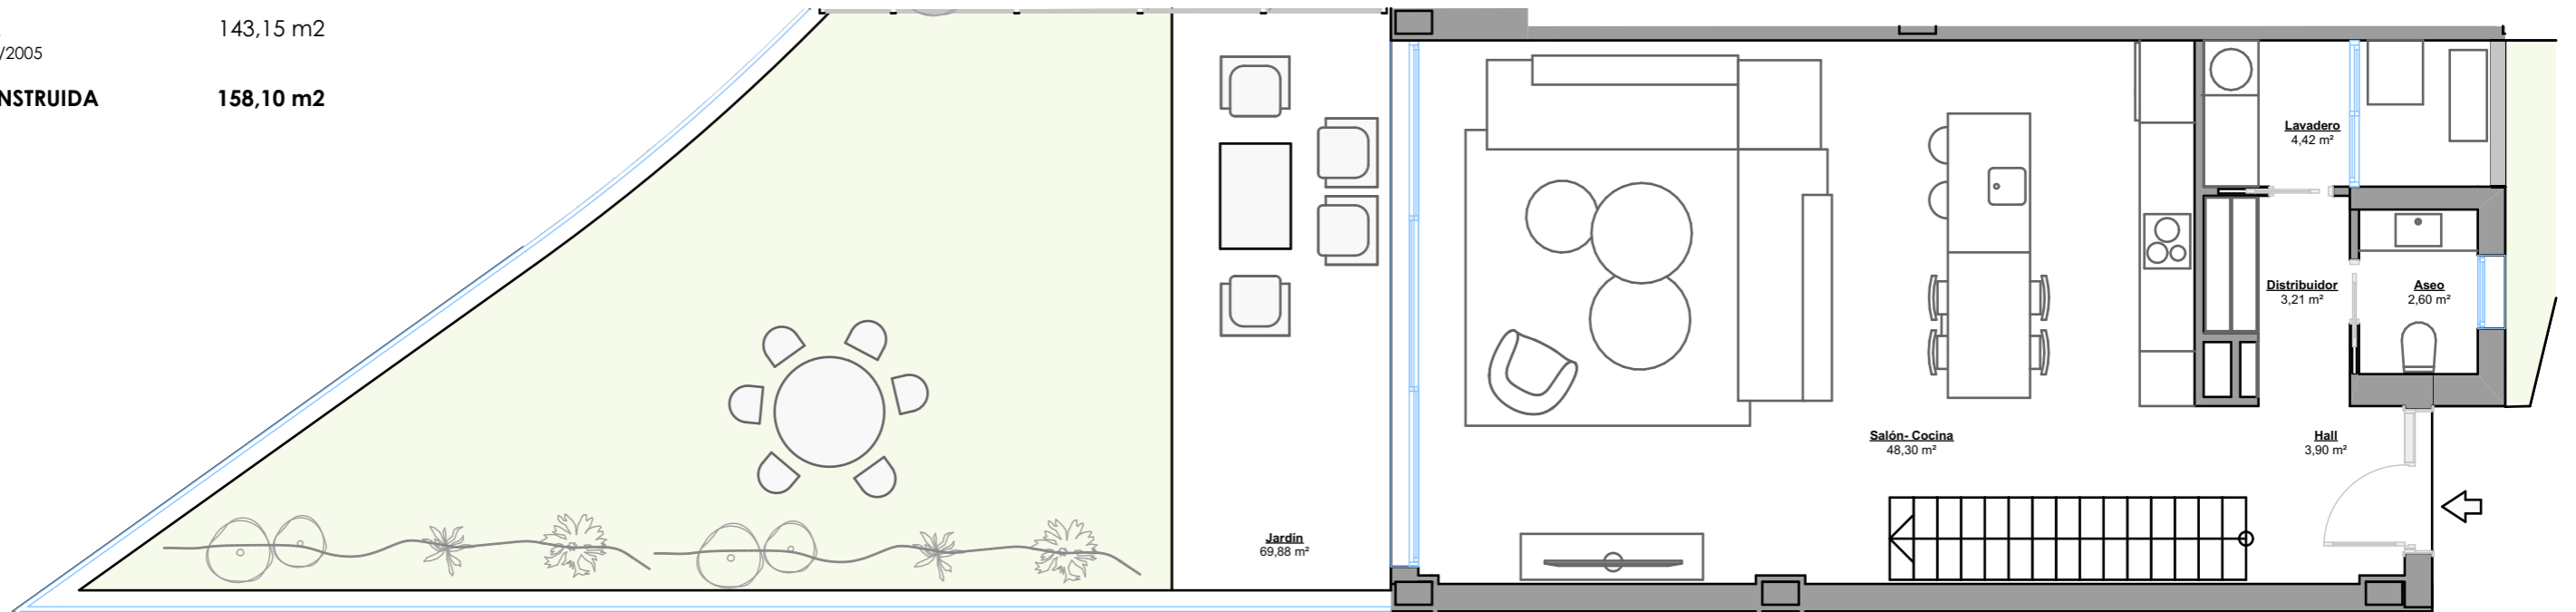 143,15 m2
/2005
NSTRUIDA 158,10 m2
Lavadero
4,42 m²
Distribuidor
3,21 m²
Aseo
2,60 m²
Salón- Cocina
48,30 m²
Hall
3,90 m²
Jardín
69,88 m²